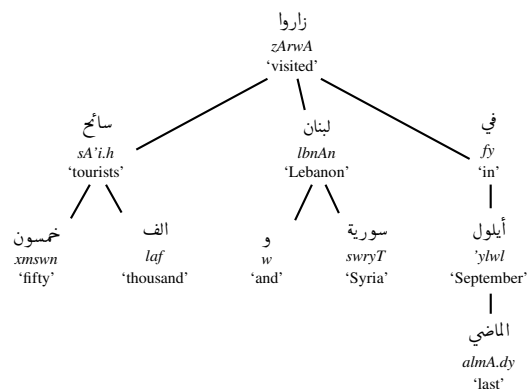 زاروا
zArwA
‘visited’
سائح
sA’i.h
‘tourists’
لبنان
lbnAn
‘Lebanon’
في
fy
‘in’
خمسون
xmswn
‘fifty’
الف
laf
‘thousand’
و
w
‘and’
سورية
swryT
‘Syria’
أيلول
’ylwl
‘September’
الماضي
almA.dy
‘last’